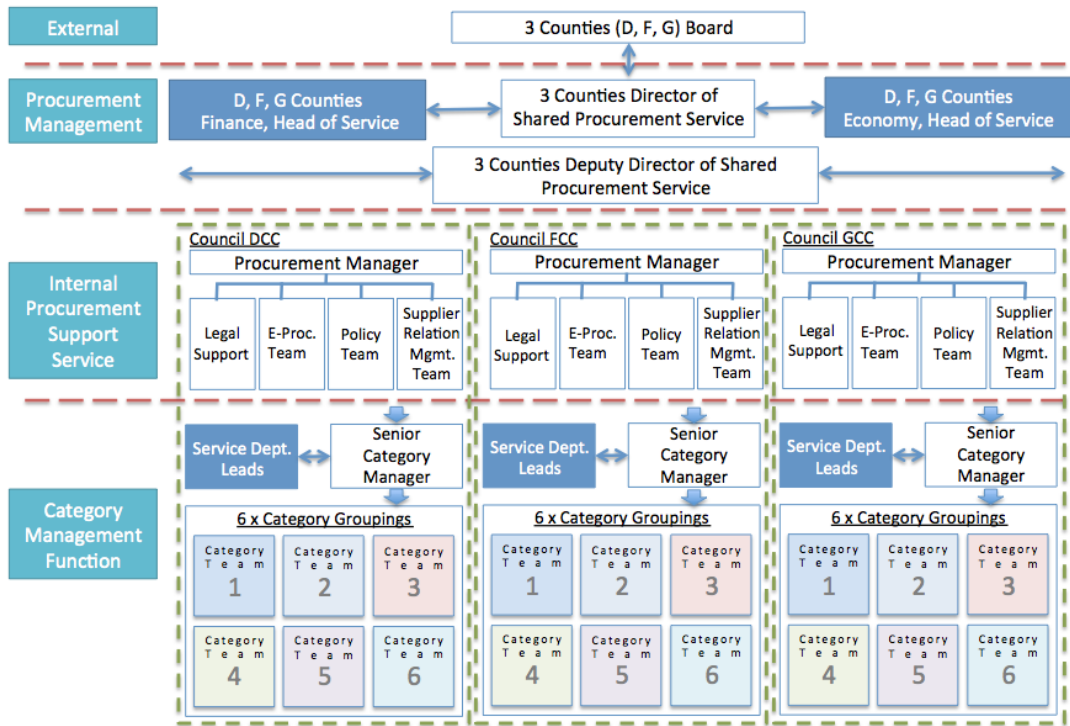 External
3 Counties (D, F, G) Board
Procurement
Management
D, F, G Counties
Finance, Head of Service
3 Counties Director of
Shared Procurement Service
D, F, G Counties
Economy, Head of Service
3 Counties Deputy Director of Shared
Procurement Service
Internal
Procurement
Support
Service
Council DCC
Procurement Manager
Legal
Support
E-Proc.
Team
Policy
Team
Supplier
Relation
Mgmt.
Team
Council FCC
Procurement Manager
Legal
Support
E-Proc.
Team
Policy
Team
Supplier
Relation
Mgmt.
Team
Council GCC
Procurement Manager
Legal
Support
E-Proc.
Team
Policy
Team
Supplier
Relation
Mgmt.
Team
Category
Management
Function
Service Dept.
Leads
Senior
Category
Manager
6 x Category Groupings
Category
Team
1
Category
Team
2
Category
Team
3
Category
Team
4
Category
Team
5
Category
Team
6
Service Dept.
Leads
Senior
Category
Manager
6 x Category Groupings
Category
Team
1
Category
Team
2
Category
Team
3
Category
Team
4
Category
Team
5
Category
Team
6
Service Dept.
Leads
Senior
Category
Manager
6 x Category Groupings
Category
Team
1
Category
Team
2
Category
Team
3
Category
Team
4
Category
Team
5
Category
Team
6